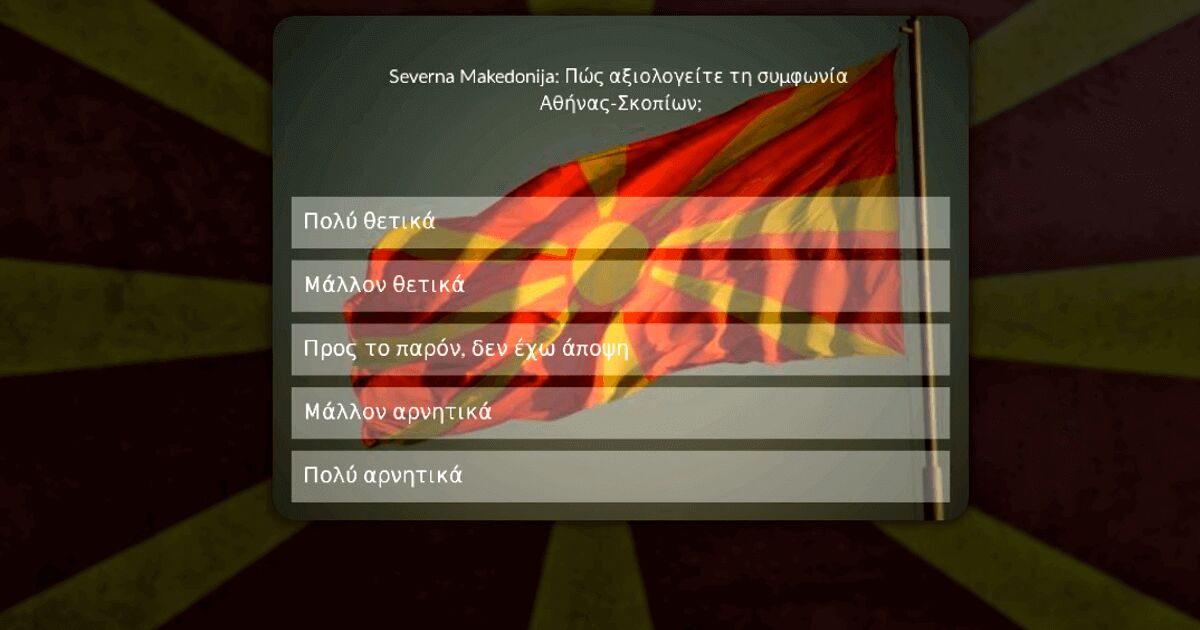 Severna Makedonija: Πώς αξιολογείτε τη συμφωνία
Αθήνας-Σκοπίων;
Πολύ θετικά
Μάλλον θετικά
Προς το παρόν, δεν έχω άποψη
Μάλλον αρνητικά
Πολύ αρνητικά